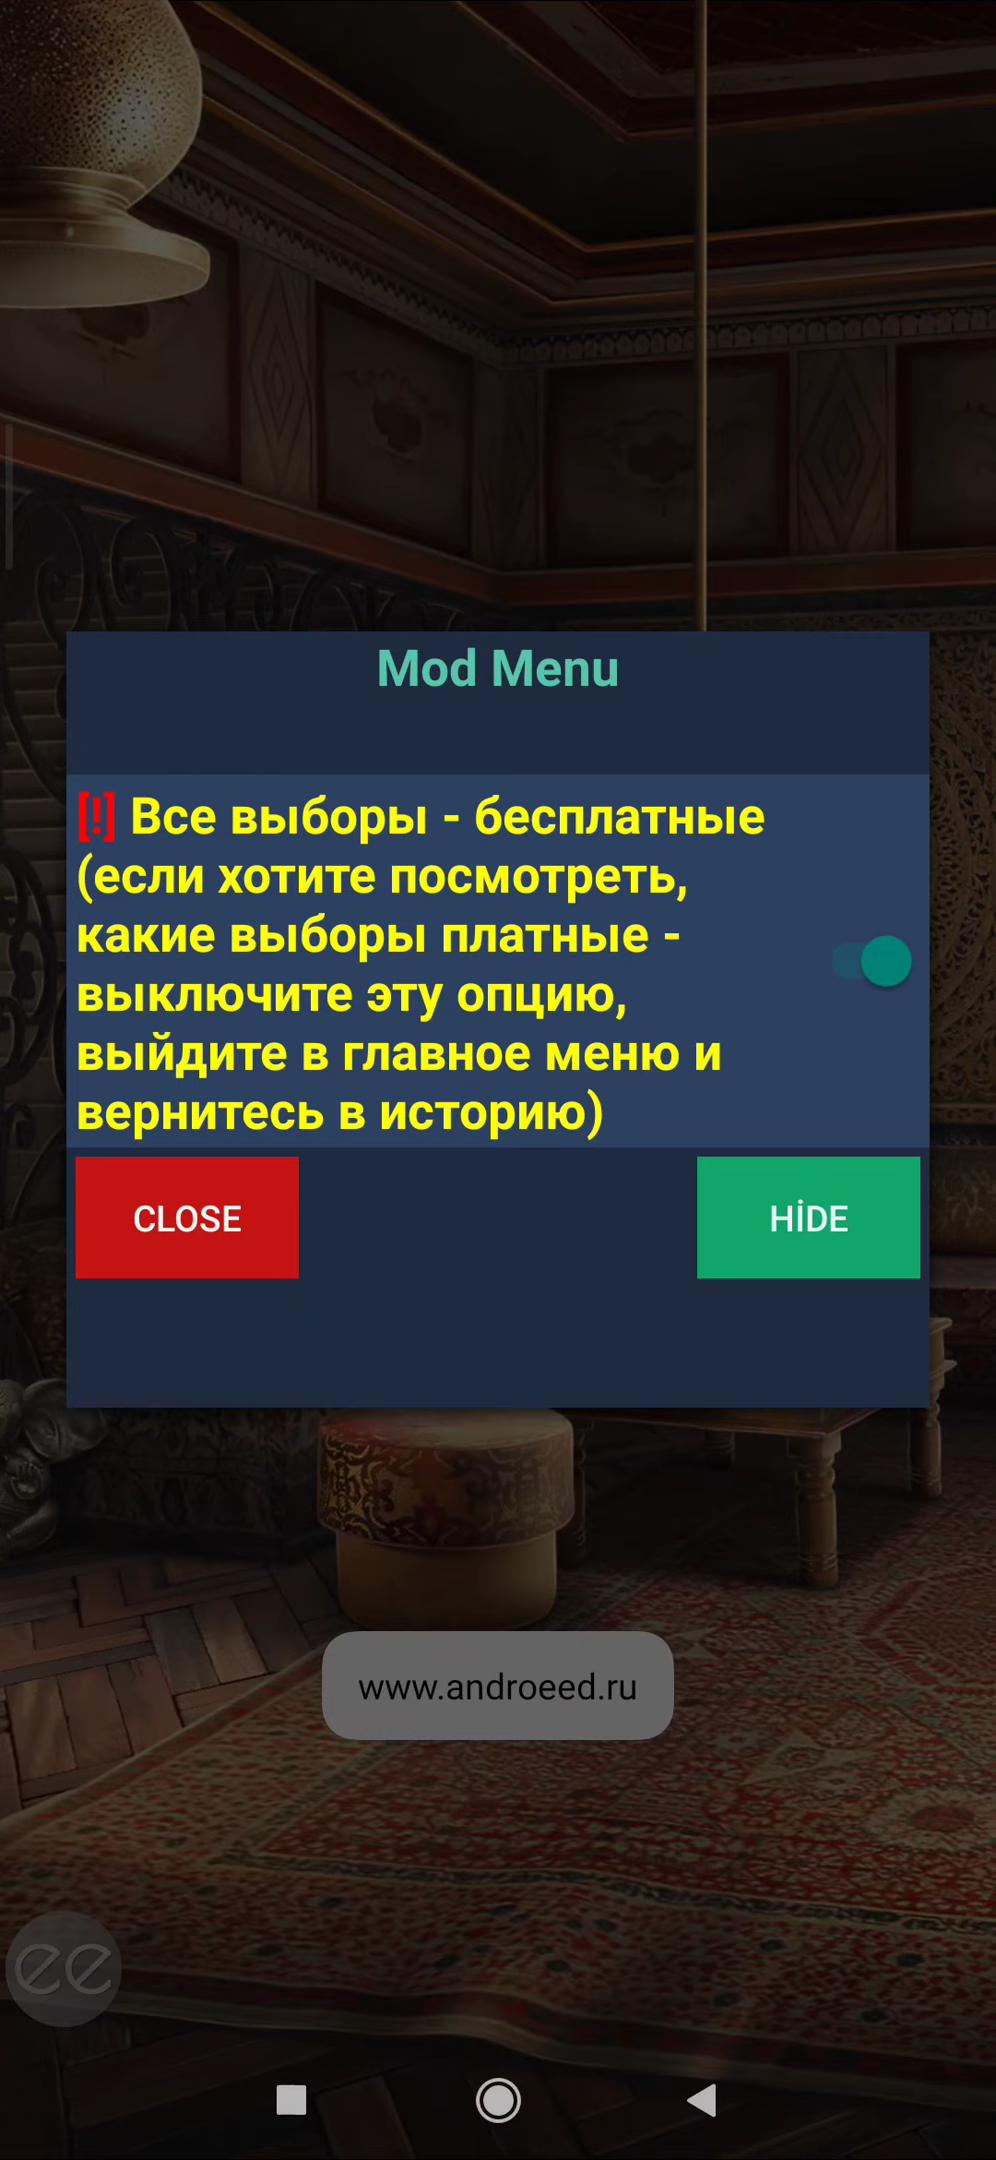 Mod Menu
[!] Все выборы - бесплатные
(если хотите посмотреть,
какие выборы платные -
выключите эту опцию,
выйдите в главное меню и
вернитесь в историю)
CLOSE
HİDE
www.androeed.ru
ee